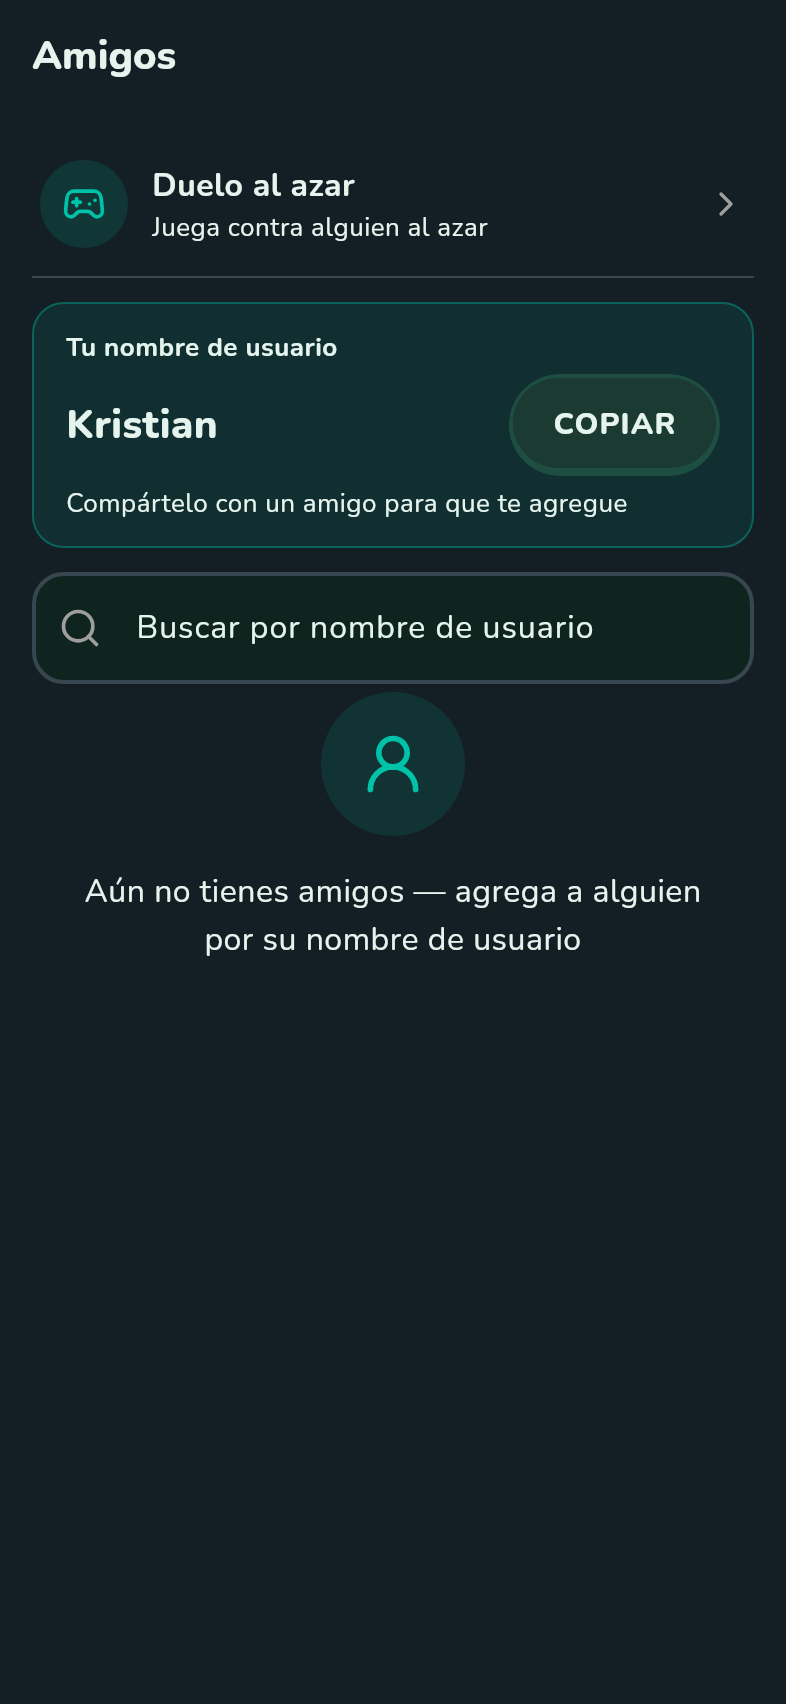 Amigos
Duelo al azar
Juega contra alguien al azar
Tu nombre de usuario
Kristian
COPIAR
Compártelo con un amigo para que te agregue
Buscar por nombre de usuario
Aún no tienes amigos — agrega a alguien
por su nombre de usuario